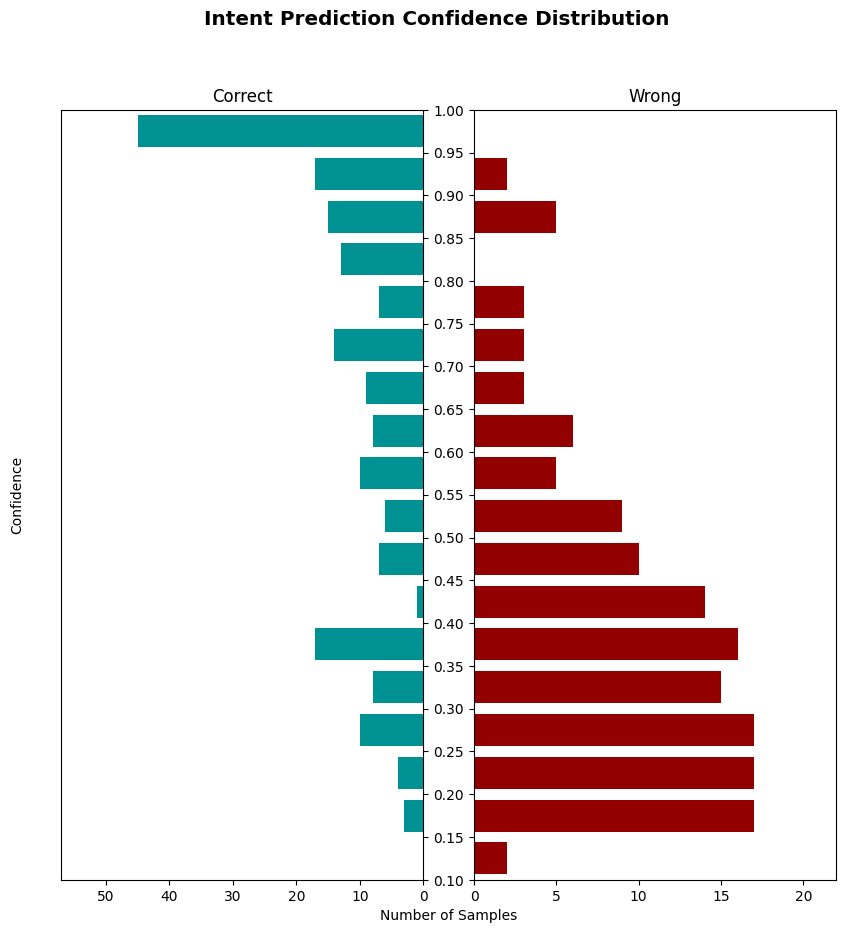 Intent Prediction Confidence Distribution
Correct
Wrong
Confidence
1.00
0.95
0.90
0.85
0.80
0.75
0.70
0.65
0.60
0.55
0.50
0.45
0.40
0.35
0.30
0.25
0.20
0.15
0.10
50 40 30 20 10 0
0 5 10 15 20
Number of Samples